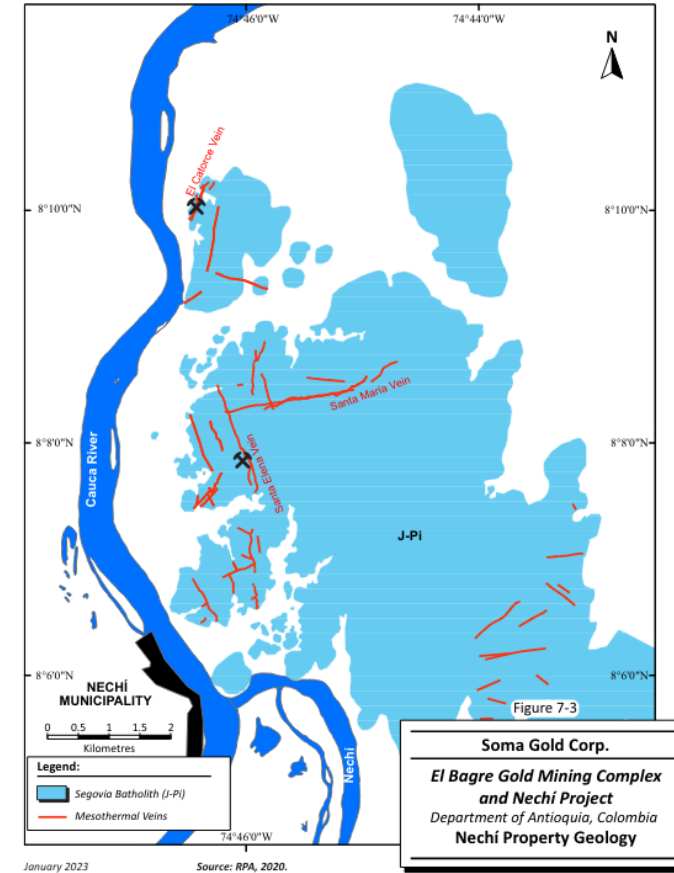 74°46'0"W
74°44'0"W
N
El Catorce Vein
8°10'0"N
8°10'0"N
Santa Maria Vein
8°8'0"N
8°8'0"N
Cauca River
Santa Elena Vein
J-Pi
8°6'0"N
8°6'0"N
NECHÍ
MUNICIPALITY
0 0.5 1 1.5 2
Kilometres
Nechí
Figure 7-3
Legend:
Segovia Batholith (J-Pi)
Mesothermal Veins
74°46'0"W
Soma Gold Corp.
El Bagre Gold Mining Complex
and Nechí Project
Department of Antioquia, Colombia
Nechí Property Geology
January 2023
Source: RPA, 2020.